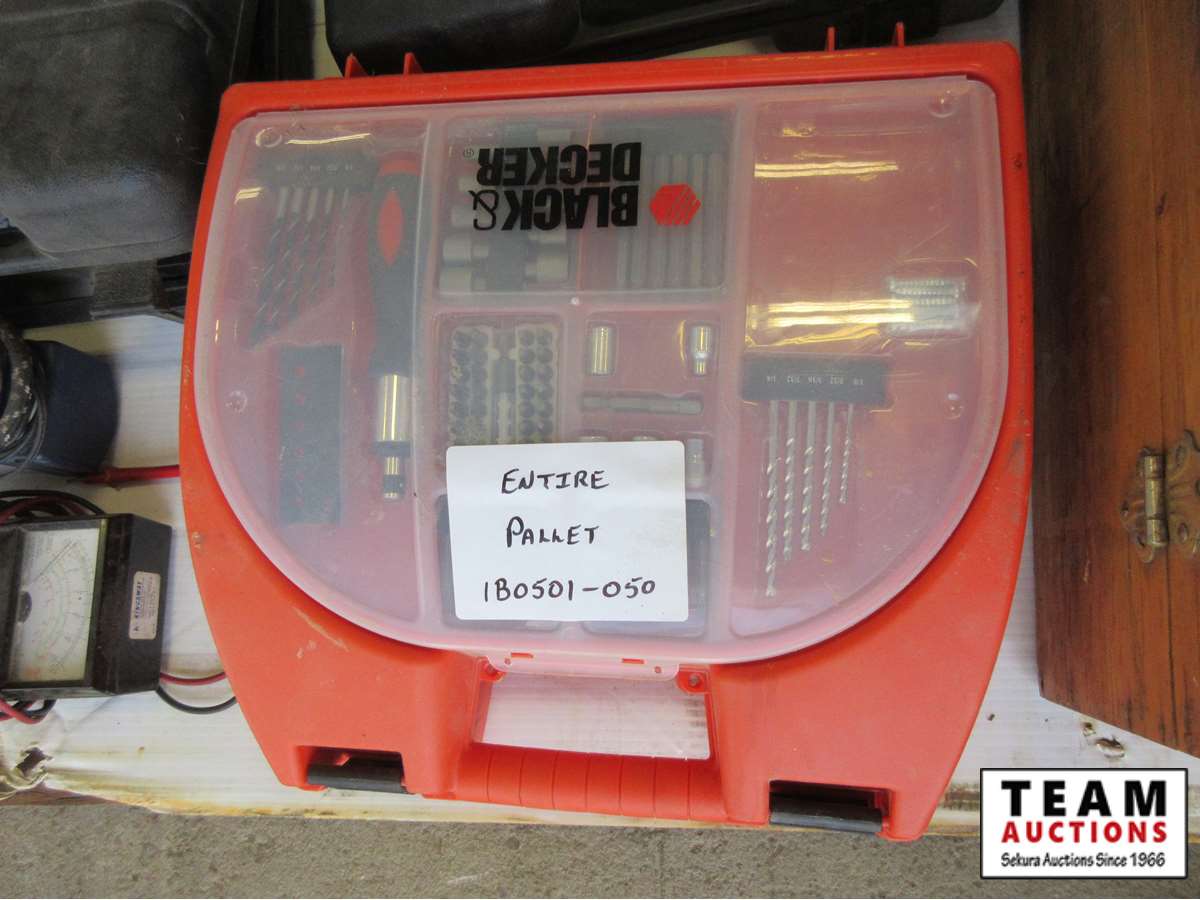 BLACK&
DECKER®
ENTIRE
PALLET
1B0501-050
TEAM
AUCTIONS
Sekura Auctions Since 1966